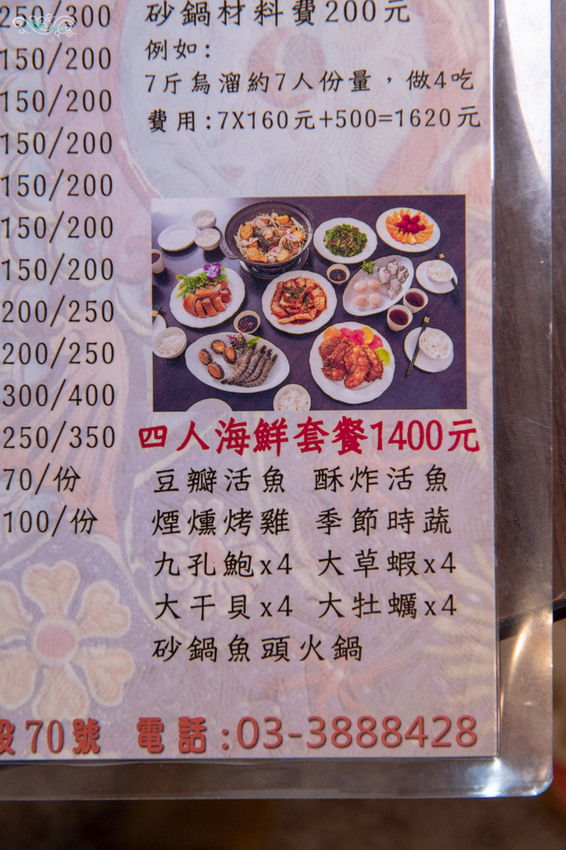 250/300
150/200
150/200
150/200
150/200
150/200
150/200
200/250
200/250
300/400
250/350
70/份
100/份
砂鍋材料費200元
例如:
7斤烏溜約7人份量，做4吃
費用:7X160元+500=1620元
四人海鮮套餐1400元
豆瓣活魚 酥炸活魚
煙燻烤雞 季節時蔬
九孔鮑x4 大草蝦x4
大干貝x4 大牡蠣x4
砂鍋魚頭火鍋
段70號 電話:03-3888428